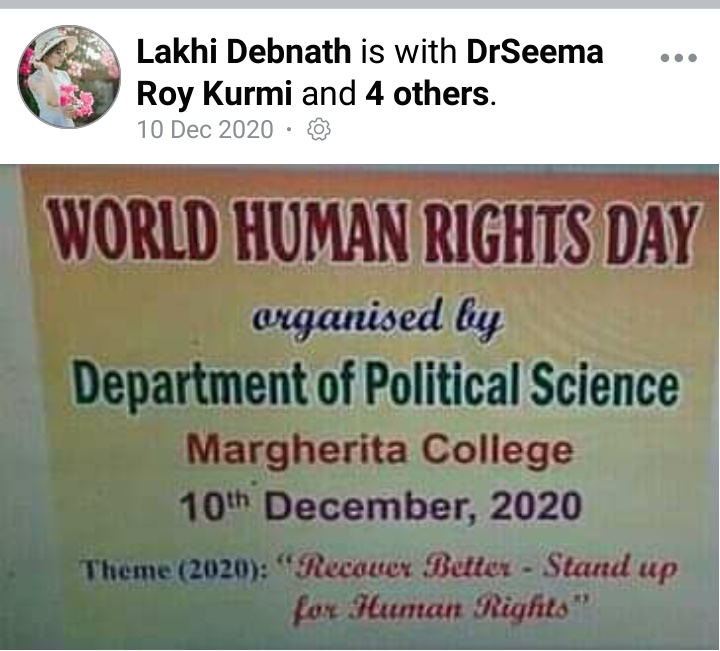 Lakhi Debnath is with DrSeema
Roy Kurmi and 4 others.
10 Dec 2020 ·
WORLD HUMAN RIGHTS DAY
organised by
Department of Political Science
Margherita College
10th December, 2020
Theme (2020): "Recover Better - Stand up
for Human Rights"